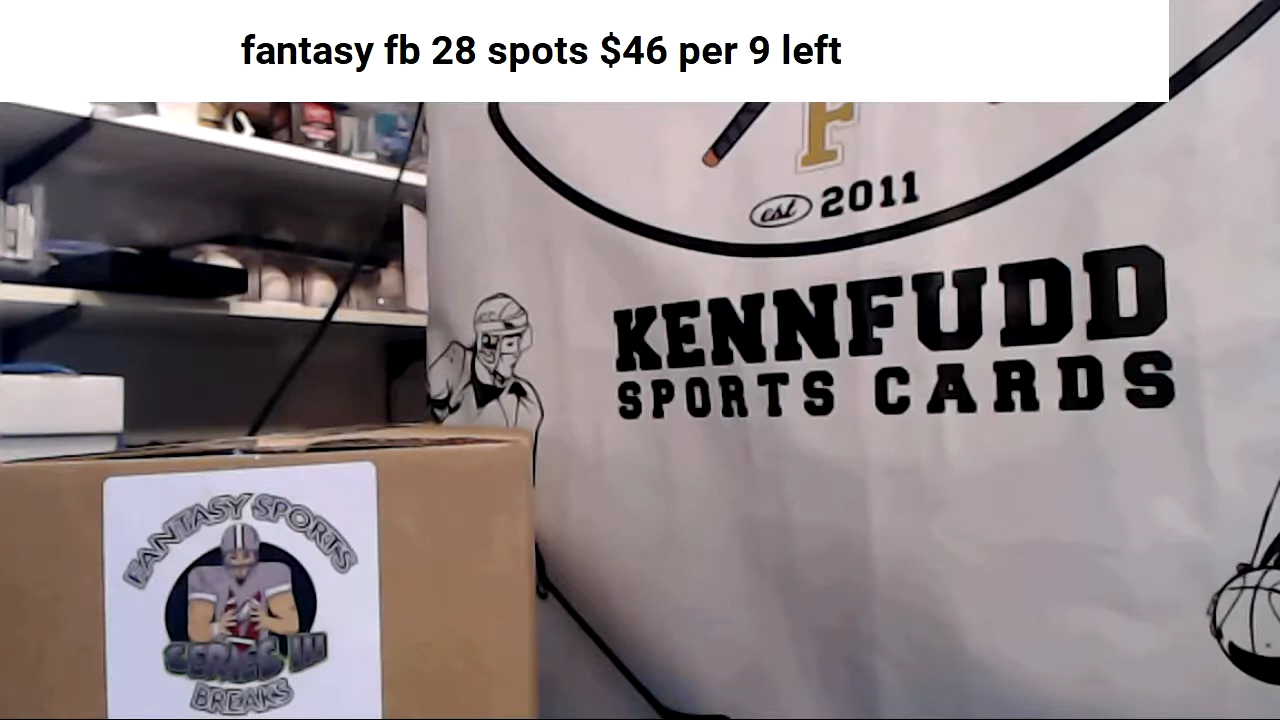 fantasy fb 28 spots $46 per 9 left
F
est 2011
KENNFUDD
SPORTS CARDS
FANTASY SPORTS
SERIES III
BREAKS